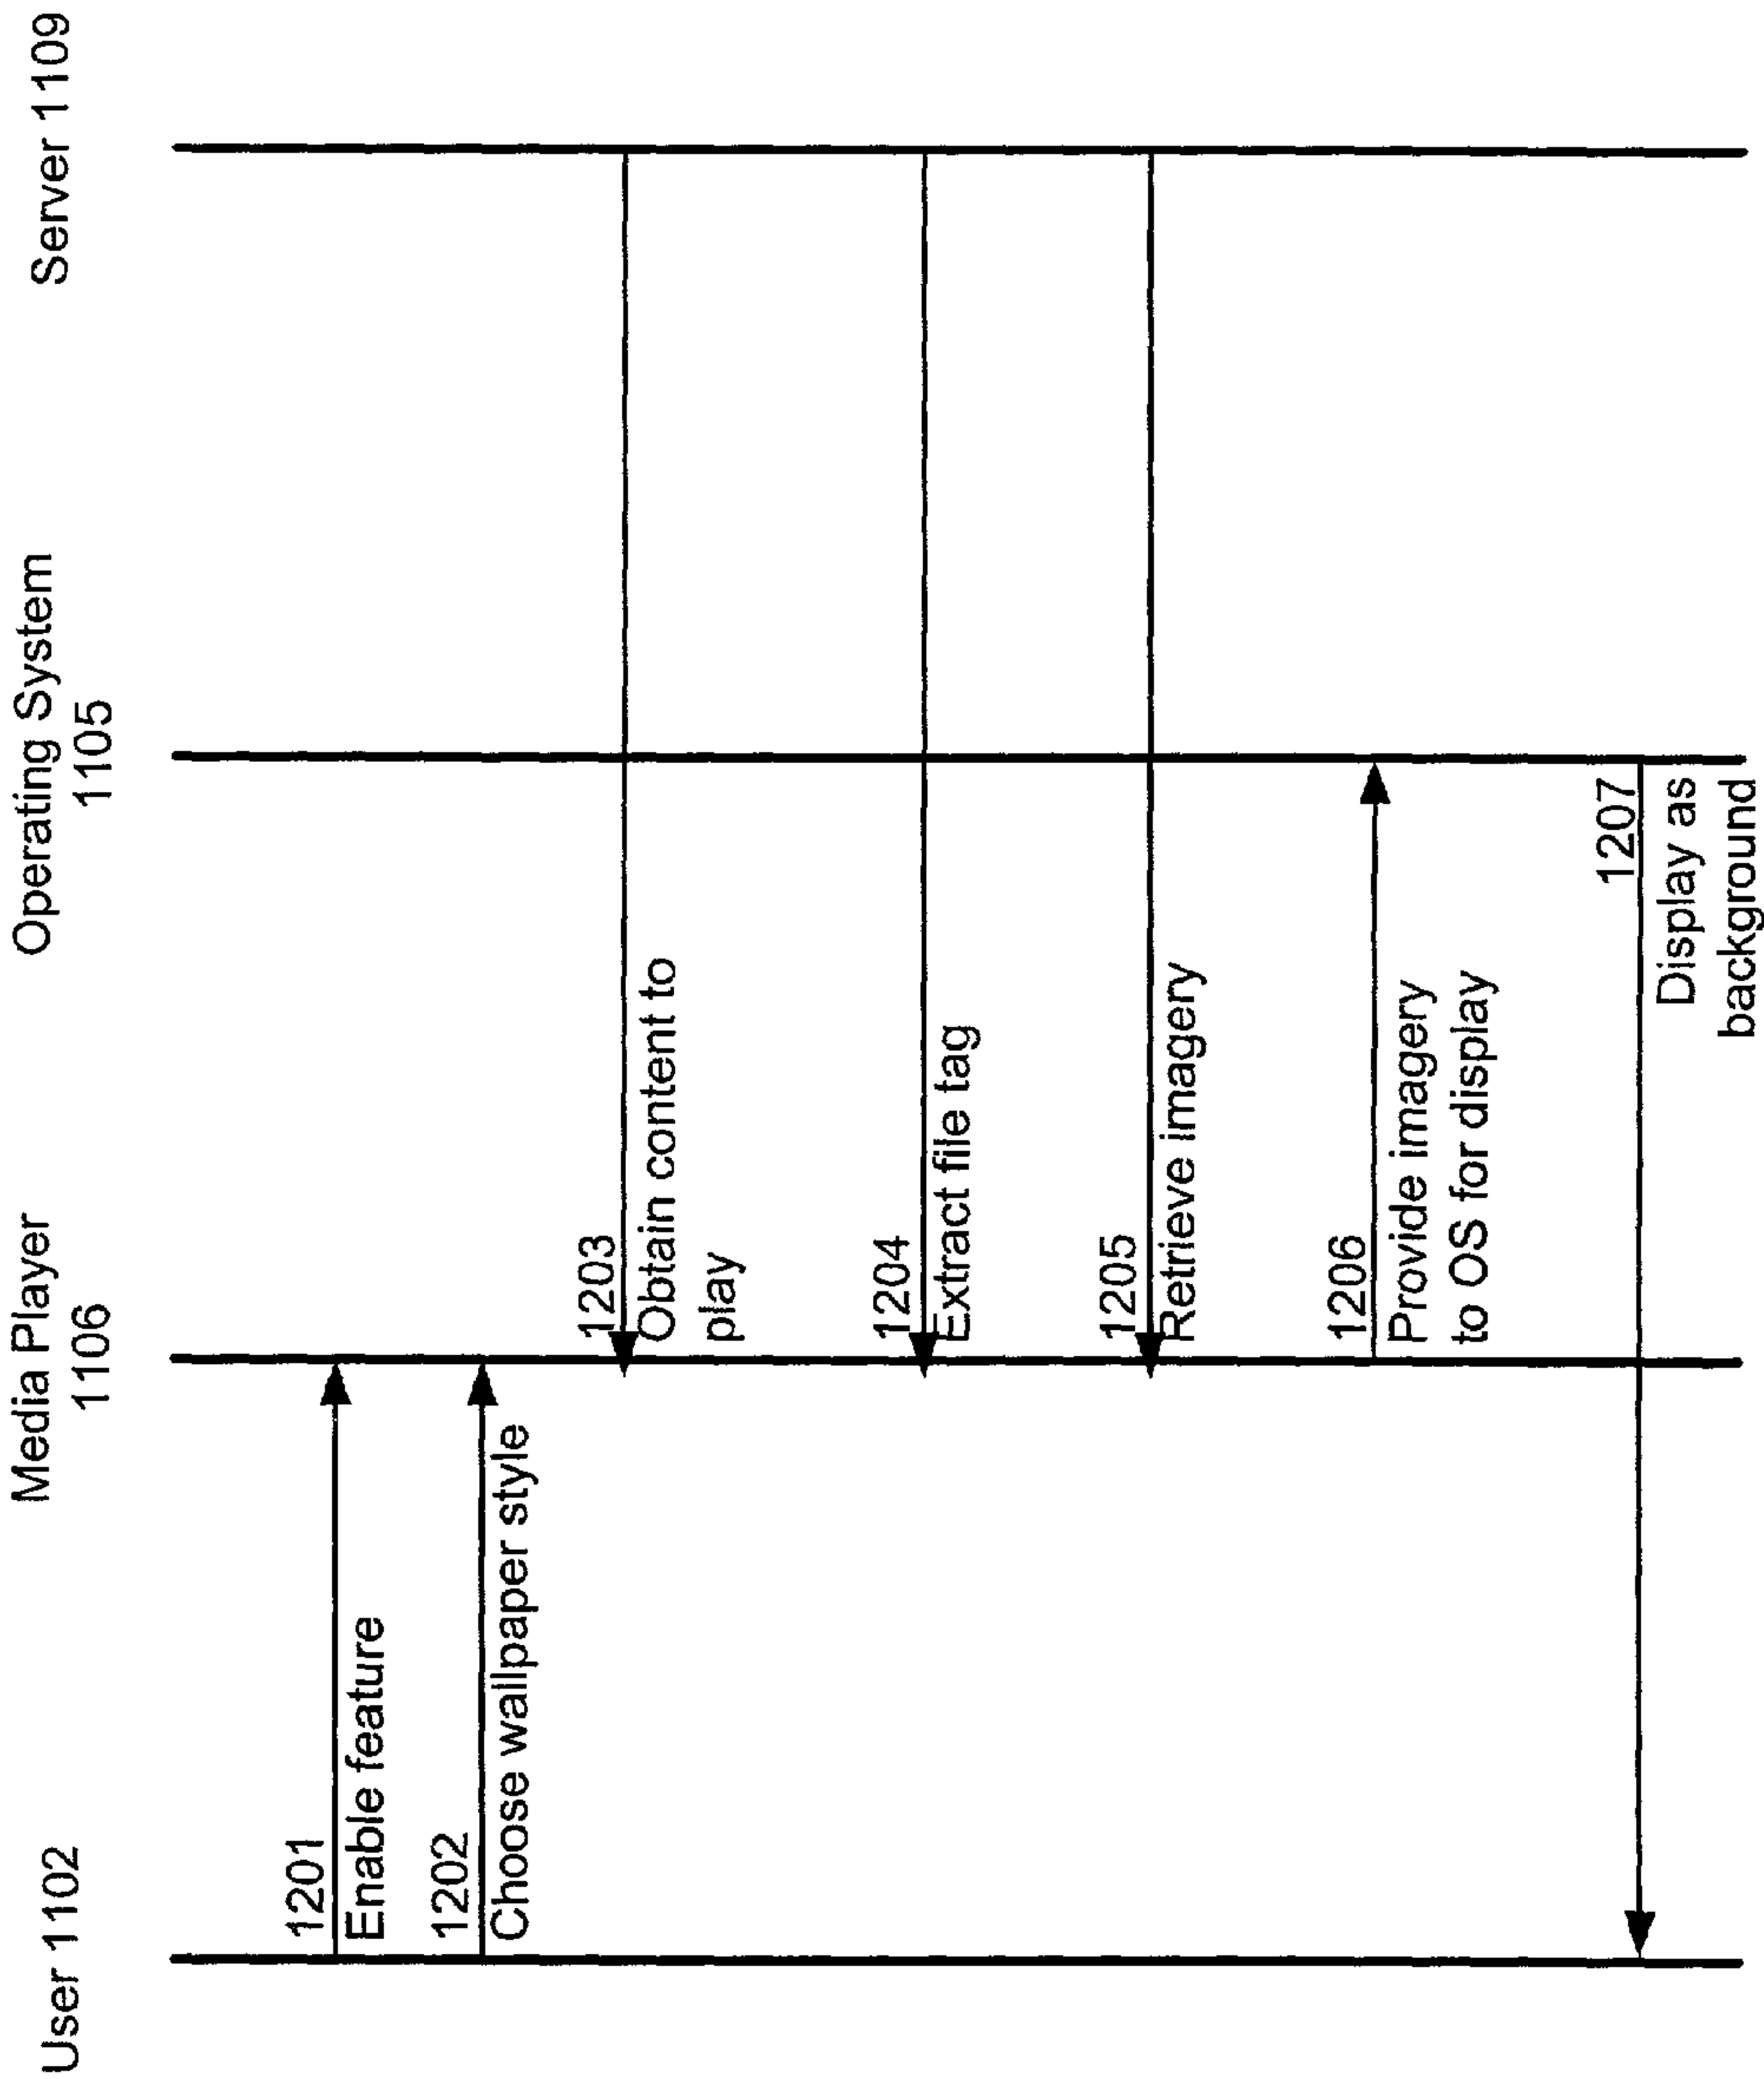 User 1102
Media Player
1106
Operating System
1105
Server 1109
1201
Enable feature
1202
Choose wallpaper style
1203
Obtain content to
play
1204
Extract file tag
1205
Retrieve imagery
1206
Provide imagery
to OS for display
1207
Display as
background